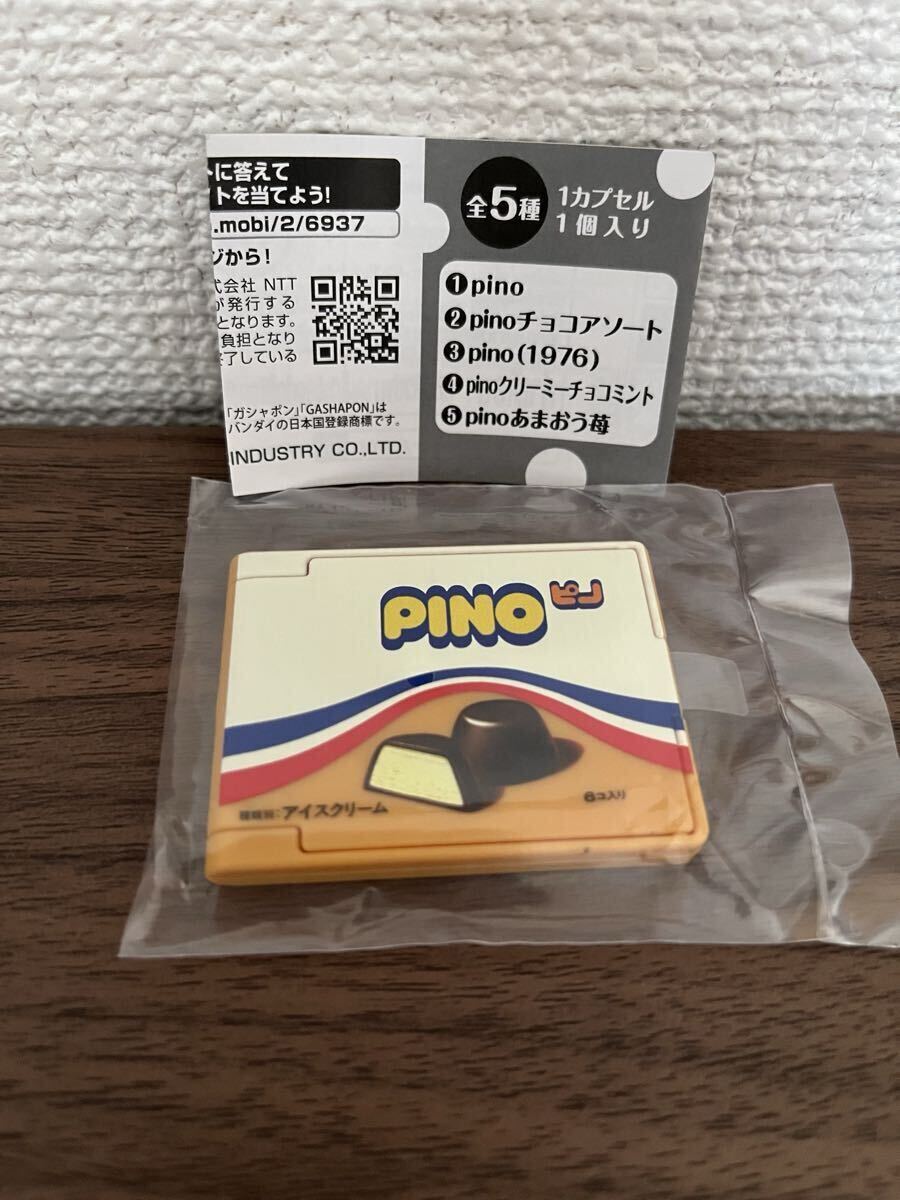 トに答えて
トを当てよう!
.mobi/2/6937
ジから!
式会社 NTT
が発行する
となります。
負担となり
終了している
「ガシャポン」「GASHAPON」は
バンダイの日本国登録商標です。
INDUSTRY CO.,LTD.
全5種
1カプセル
1個入り
❶pino
❷pinoチョコアソート
❸pino(1976)
❹pinoクリーミーチョコミント
❺pinoあまおう苺
PINO ピノ
種類別:アイスクリーム
6コ入り